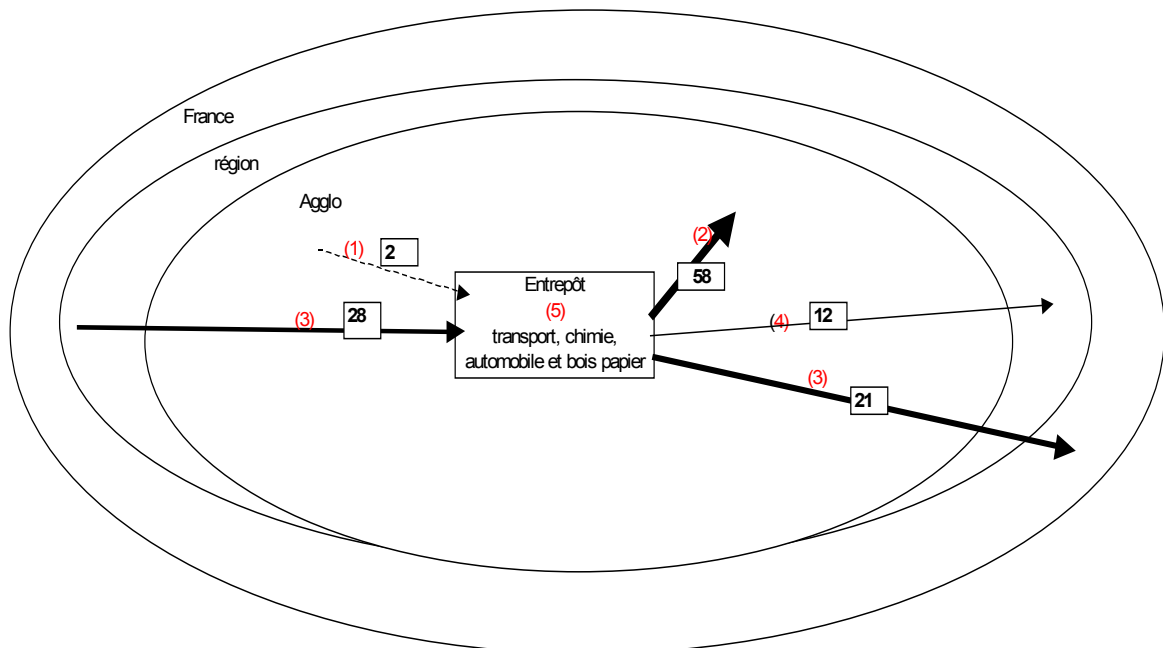 France
région
Agglo
(1) 2
(2)
58
Entrepôt
(5)
transport, chimie,
automobile et bois papier
(3) 28
(4) 12
(3)
21